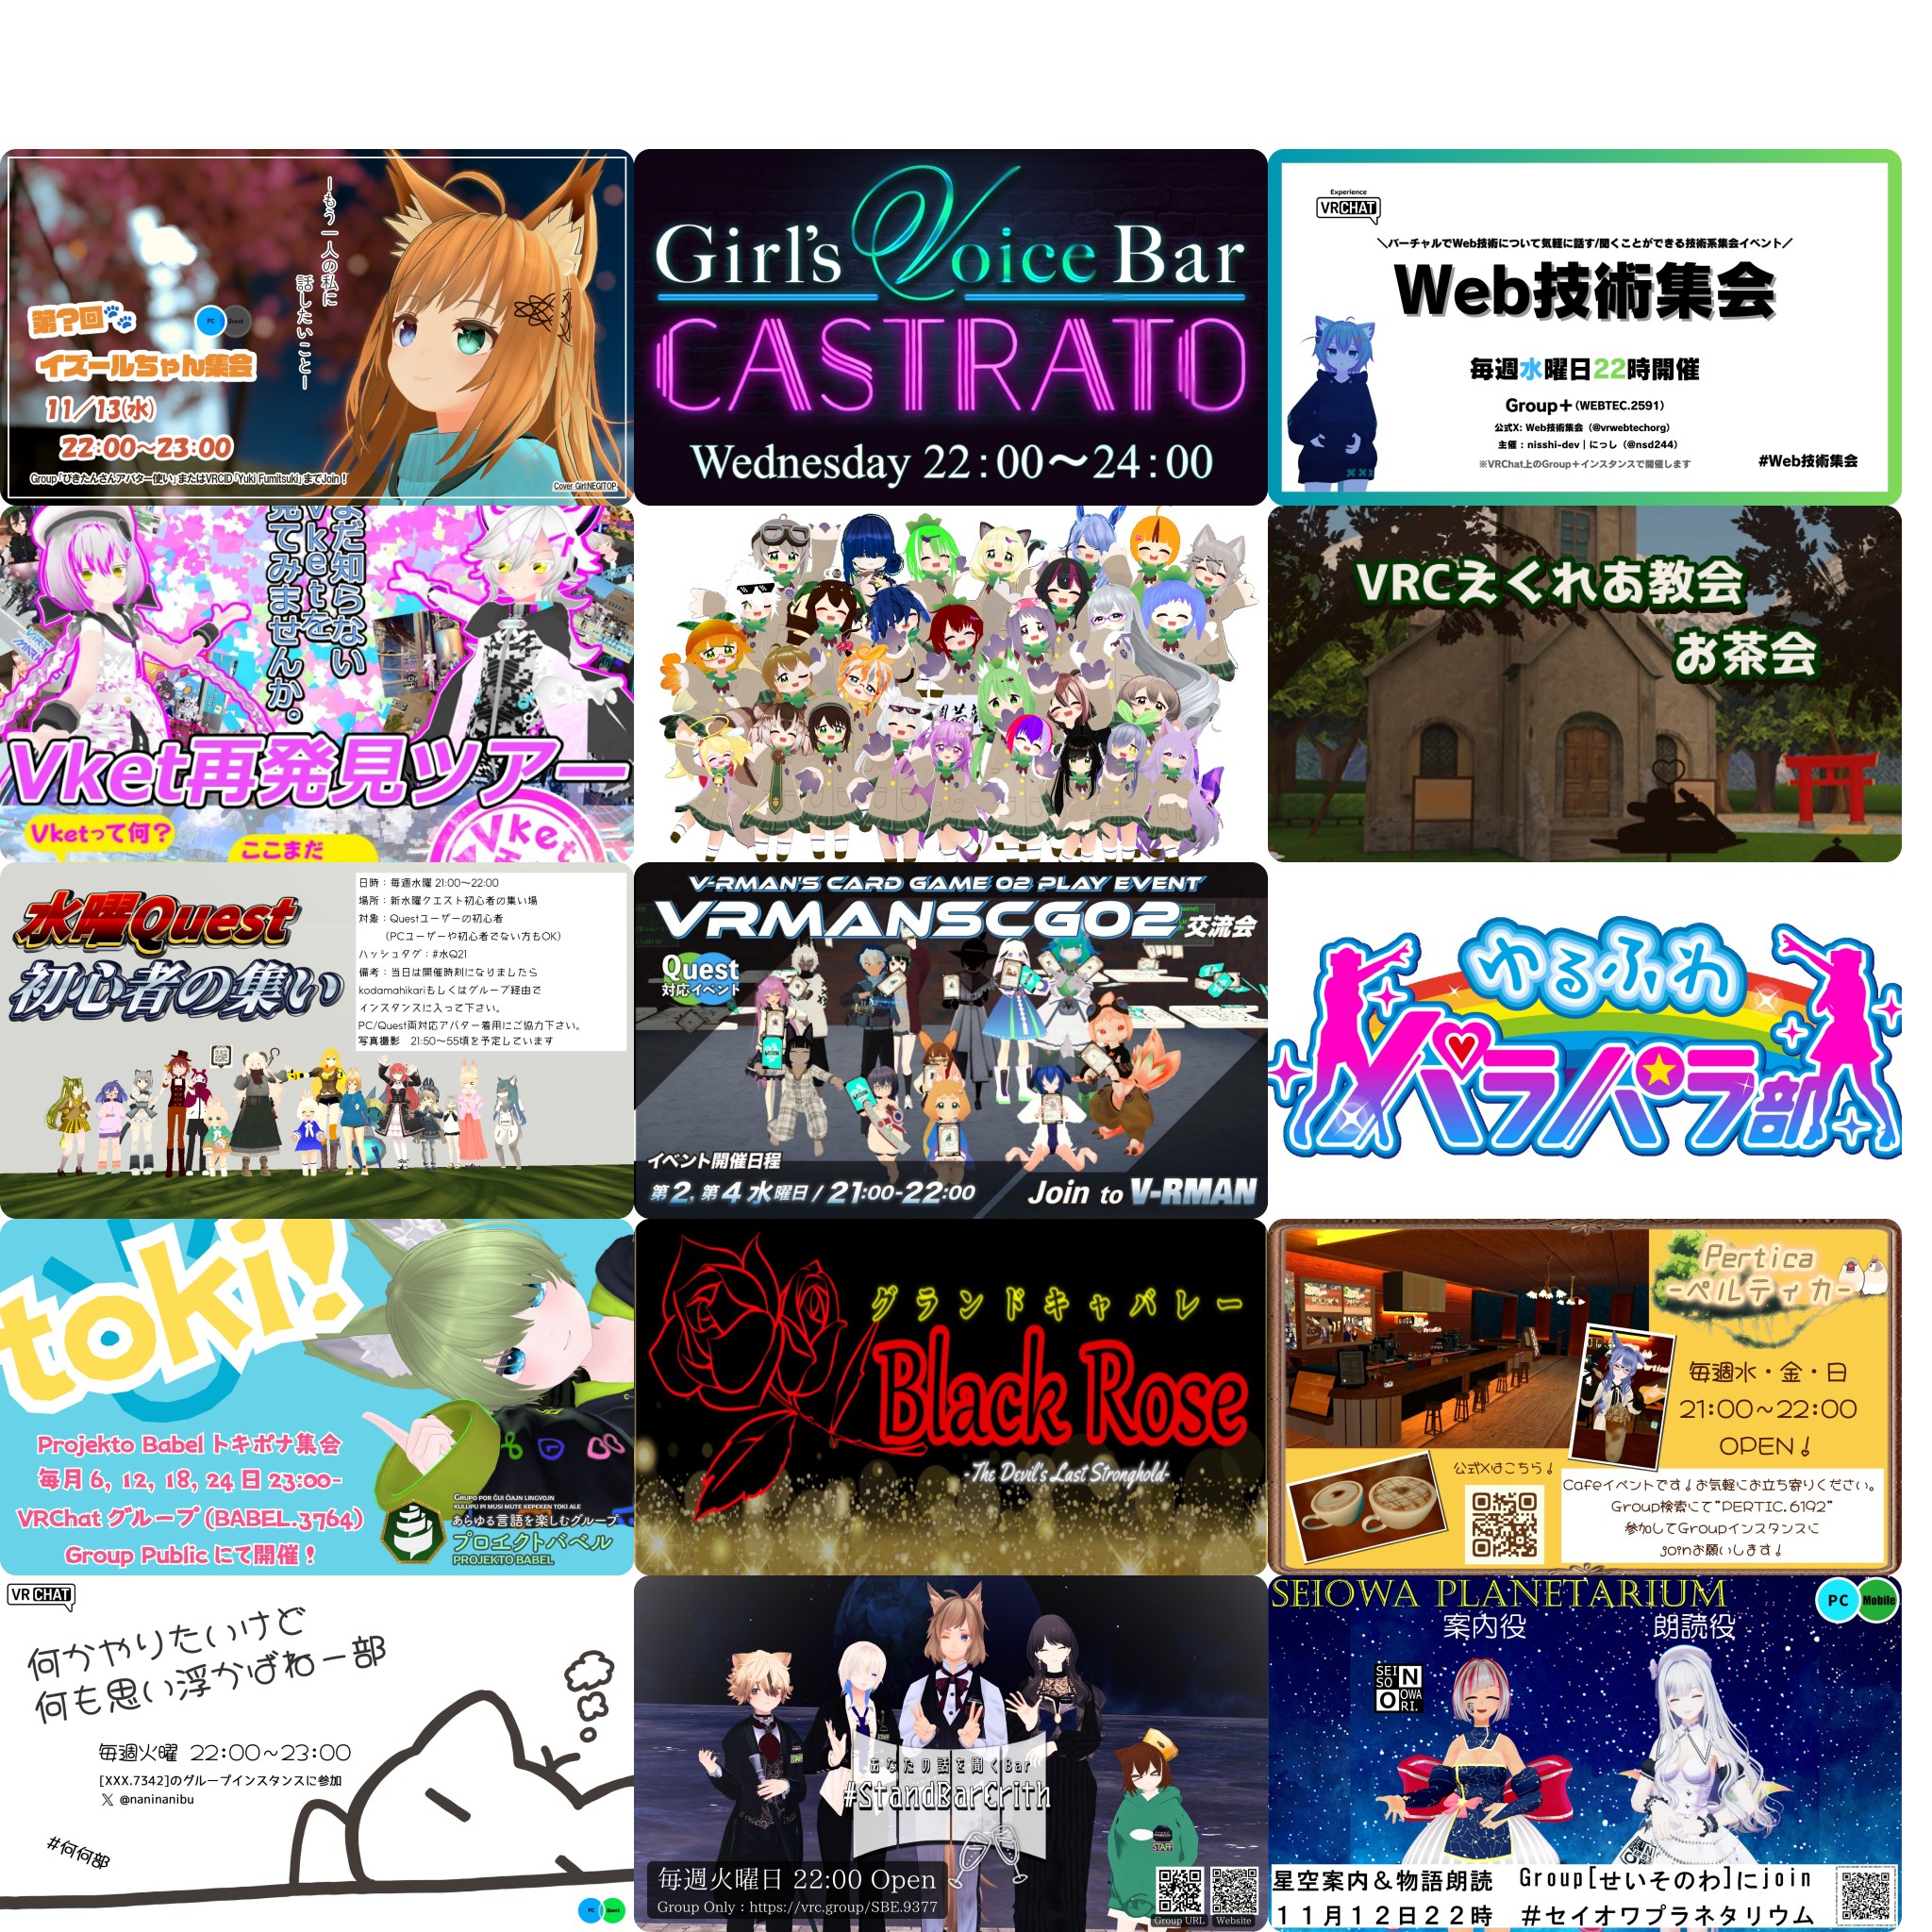 ーもう一人の私に
話したいことー
第?回
PC
Quest
イズールちゃん集会
11/13(水)
22:00～23:00
Group「ぴきたんさんアバター使い」またはVRCID「Yuki Fumitsuki」までJoin!
Cover Girl:NEGITOP
Girl's Voice Bar
CASTRATO
Wednesday 22:00～24:00
Experience
VRCHAT
＼バーチャルでWeb技術について気軽に話す/聞くことができる技術系集会イベント／
Web技術集会
毎週水曜日22時開催
Group＋(WEBTEC.2591)
公式X: Web技術集会（@vrwebtechorg）
主催：nisshi-dev｜にっし（@nsd244）
※VRChat上のGroup＋インスタンスで開催します
#Web技術集会
まだ知らない
Vketを
見てみませんか。
Vket再発見ツアー
Vketって何？
ここまだ
Vket
VRCえくれあ教会
お茶会
水曜Quest
初心者の集い
日時：毎週水曜 21:00～22:00
場所：新水曜クエスト初心者の集い場
対象：Questユーザーの初心者
（PCユーザーや初心者でない方もOK）
ハッシュタグ：#水Q21
備考：当日は開催時刻になりましたら
kodamahikariもしくはグループ経由で
インスタンスに入って下さい。
PC/Quest両対応アバター着用にご協力下さい。
写真撮影　21:50～55頃を予定しています
V-RMAN'S CARD GAME 02 PLAY EVENT
VRMANSCG02 交流会
Quest
対応イベント
イベント開催日程
第2, 第4 水曜日 / 21:00-22:00
Join to V-RMAN
ゆるふわ
パラパラ部
toki!
Projekto Babel トキポナ集会
毎月 6, 12, 18, 24 日 23:00-
VRChat グループ (BABEL.3764)
Group Public にて開催！
GRUPO POR ĜUI ĈIAJN LINGVOJN
KULUPU PI MUSI MUTE KEPEKEN TOKI ALE
あらゆる言語を楽しむグループ
プロエクトバベル
PROJEKTO BABEL
グランドキャバレー
Black Rose
-The Devil's Last Stronghold-
Pertica
-ペルティカ-
毎週水・金・日
21:00～22:00
OPEN！
公式Xはこちら！
Cafeイベントです！お気軽にお立ち寄りください。
Group検索にて"PERTIC.6192"
参加してGroupインスタンスに
joinお願いします！
VRCHAT
何かやりたいけど
何も思い浮かばねー部
毎週火曜 22:00～23:00
[XXX.7342]のグループインスタンスに参加
X @naninanibu
#何何部
PC
Quest
あなたの話を聞くBar
#StandBarCrith
STAFF
毎週火曜日 22:00 Open
Group Only : https://vrc.group/SBE.9377
Group URL
Website
SEIOWA PLANETARIUM
PC
Mobile
案内役
朗読役
SEI
SO
N
O
OWA
RI.
星空案内＆物語朗読
Group[せいそのわ]にjoin
１１月１２日２２時
＃セイオワプラネタリウム